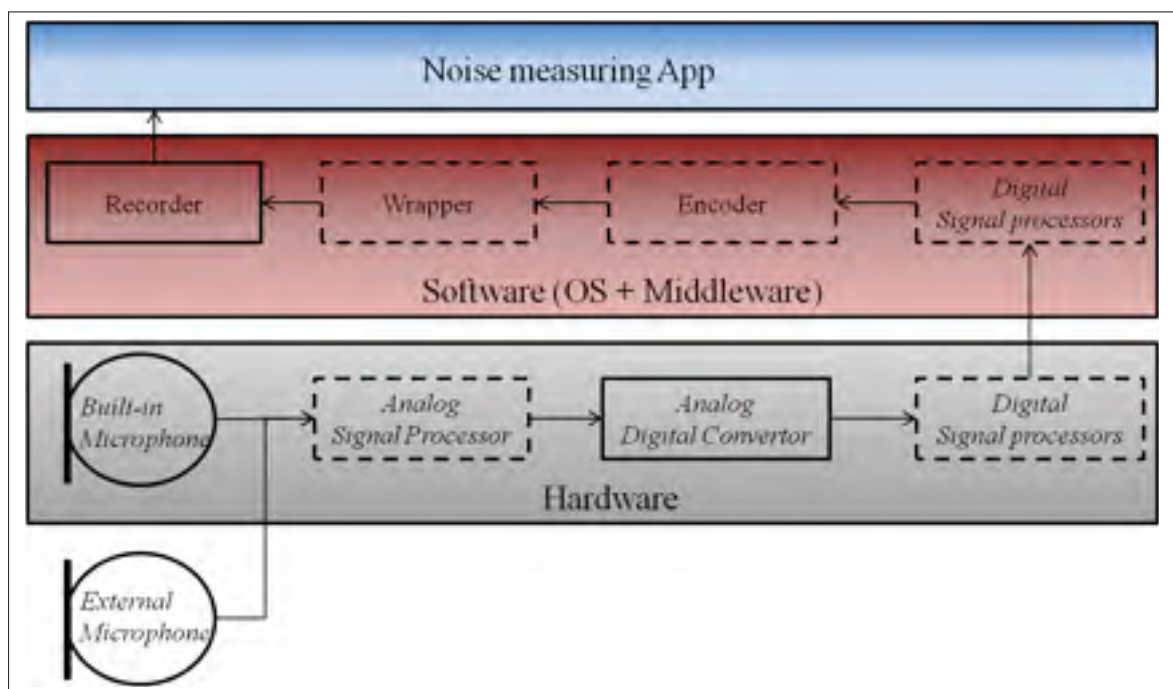 Noise measuring App
Recorder
Wrapper
Encoder
Digital
Signal processors
Software (OS + Middleware)
Built-in
Microphone
Analog
Signal Processor
Analog
Digital Convertor
Digital
Signal processors
Hardware
External
Microphone